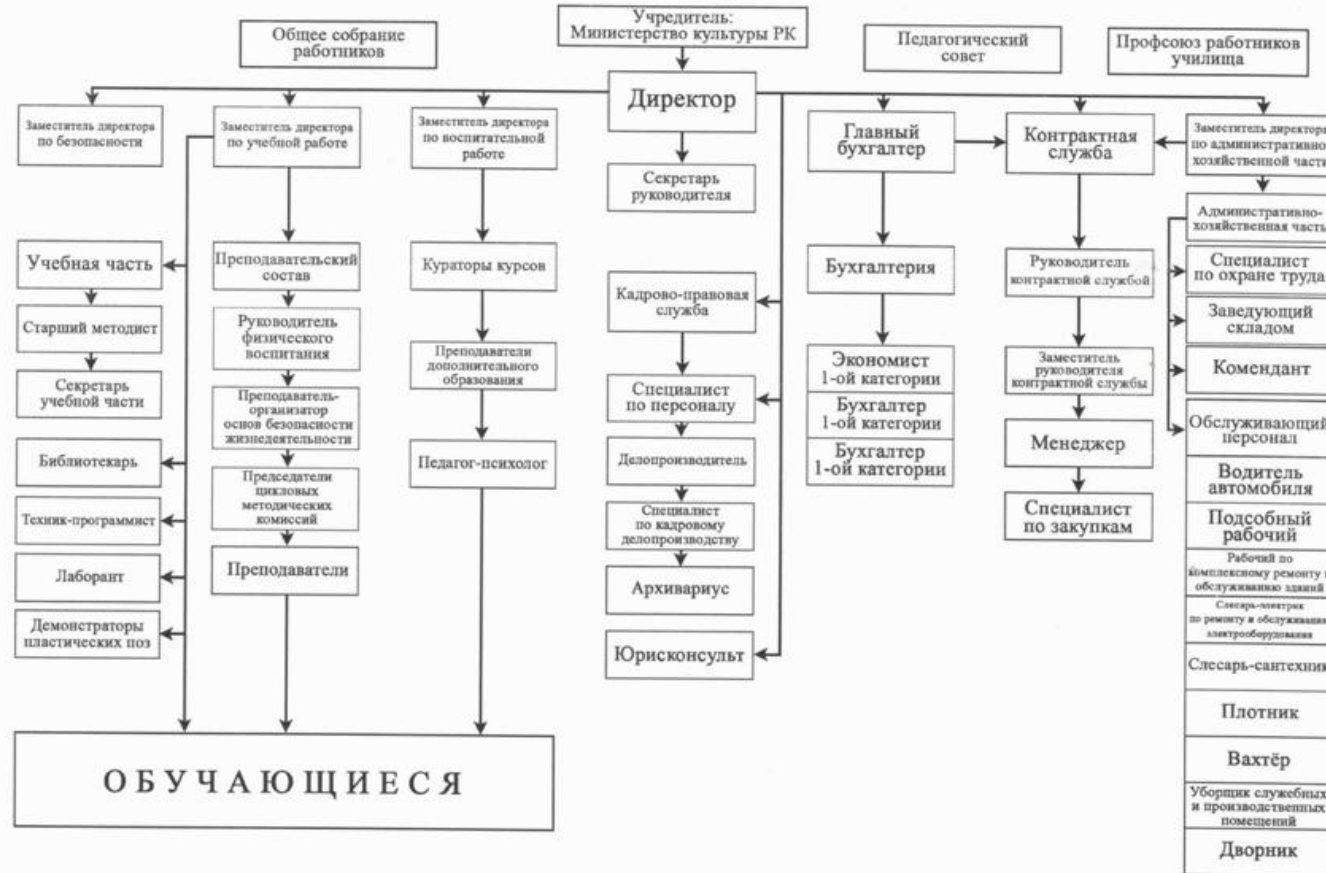 Общее собрание
работников
Учредитель:
Министерство культуры РК
Педагогический
совет
Профсоюз работников
училища
Директор
Заместитель директора
по безопасности
Заместитель директора
по учебной работе
Заместитель директора
по воспитательной
работе
Секретарь
руководителя
Главный
бухгалтер
Контрактная
служба
Заместитель директора
по административно
хозяйственной части
Учебная часть
Старший методист
Секретарь
учебной части
Библиотекарь
Техник-программист
Лаборант
Демонстраторы
пластических поз
Преподавательский
состав
Руководитель
физического
воспитания
Преподаватель-
организатор
основ безопасности
жизнедеятельности
Председатели
цикловых
методических
комиссий
Преподаватели
Кураторы курсов
Преподаватели
дополнительного
образования
Педагог-психолог
Кадрово-правовая
служба
Специалист
по персоналу
Делопроизводитель
Специалист
по кадровому
делопроизводству
Архивариус
Юрисконсульт
Бухгалтерия
Экономист
1-ой категории
Бухгалтер
1-ой категории
Бухгалтер
1-ой категории
Руководитель
контрактной службой
Заместитель
руководителя
контрактной службы
Менеджер
Специалист
по закупкам
Административно-
хозяйственная часть
Специалист
по охране труда
Заведующий
складом
Комендант
Обслуживающий
персонал
Водитель
автомобиля
Подсобный
рабочий
Рабочий по
комплексному ремонту и
обслуживанию зданий
Слесарь-электрик
по ремонту и обслуживанию
электрооборудования
Слесарь-сантехник
Плотник
Вахтёр
Уборщик служебных
и производственных
помещений
Дворник
ОБУЧАЮЩИЕСЯ